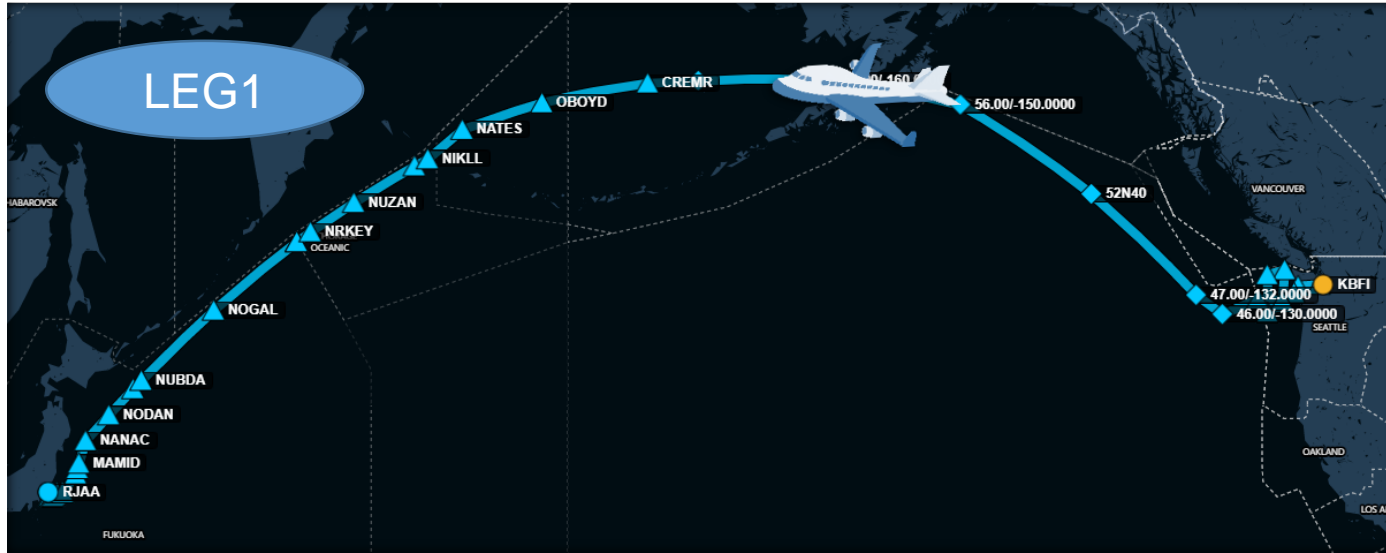 LEG1
CREMR
OBOYD
NATES
NIKLL
NUZAN
NRKEY
OCEANIC
NOGAL
NUBDA
NODAN
NANAC
MAMID
RJAA
FUKUOKA
56.00/-150.0000
52N40
VANCOUVER
47.00/-132.0000
46.00/-130.0000
KBFI
SEATTLE
OAKLAND